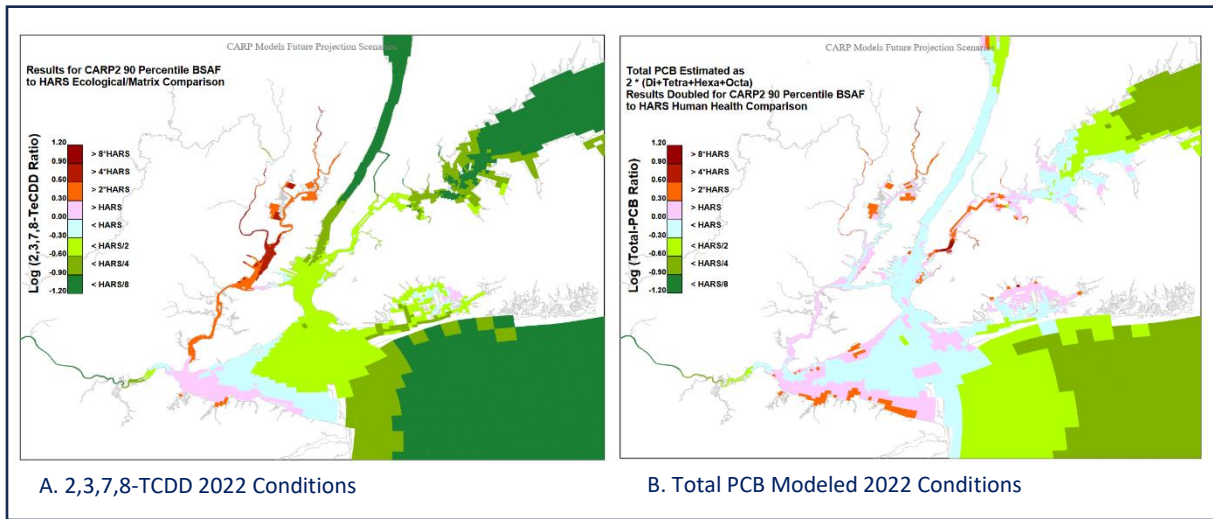 CARP Models Future Projection Scenarios
Results for CARP2 90 Percentile BSAF
to HARS Ecological/Matrix Comparison
Log (2,3,7,8-TeCDD Ratio)
1.20
0.90
0.60
0.30
0.00
-0.30
-0.60
-0.90
-1.20
> 8*HARS
> 4*HARS
> 2*HARS
> HARS
< HARS
< HARS/2
< HARS/4
< HARS/8
A. 2,3,7,8-TCDD 2022 Conditions
CARP Models Future Projection Scenarios
Total PCB Estimated as
2 * (Di+Tetra+Hexa+Octa)
Results Doubled for CARP2 90 Percentile BSAF
to HARS Human Health Comparison
Log (Total-PCB Ratio)
1.20
0.90
0.60
0.30
0.00
-0.30
-0.60
-0.90
-1.20
> 8*HARS
> 4*HARS
> 2*HARS
> HARS
< HARS
< HARS/2
< HARS/4
< HARS/8
B. Total PCB Modeled 2022 Conditions